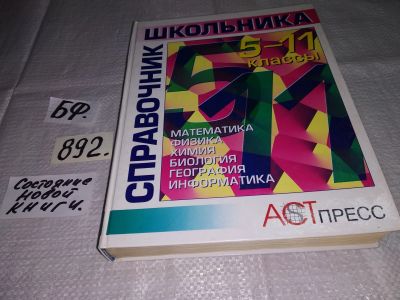 БФ.
892.
Состояние
новой
книги.
СПРАВОЧНИК
ШКОЛЬНИКА
5-11
классы
МАТЕМАТИКА
ФИЗИКА
ХИМИЯ
БИОЛОГИЯ
ГЕОГРАФИЯ
ИНФОРМАТИКА
АСТ ПРЕСС